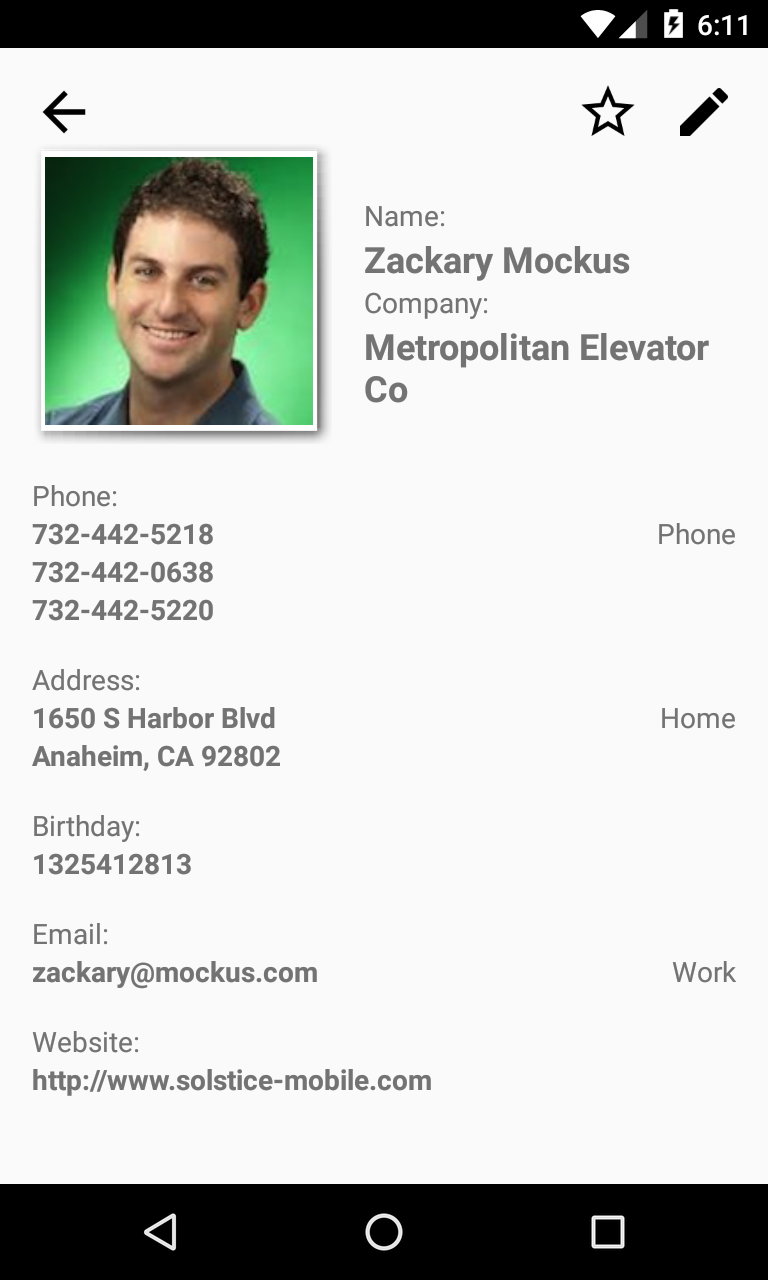 6:11
Name:
Zackary Mockus
Company:
Metropolitan Elevator
Co
Phone:
732-442-5218 Phone
732-442-0638
732-442-5220
Address:
1650 S Harbor Blvd Home
Anaheim, CA 92802
Birthday:
1325412813
Email:
zackary@mockus.com Work
Website:
http://www.solstice-mobile.com